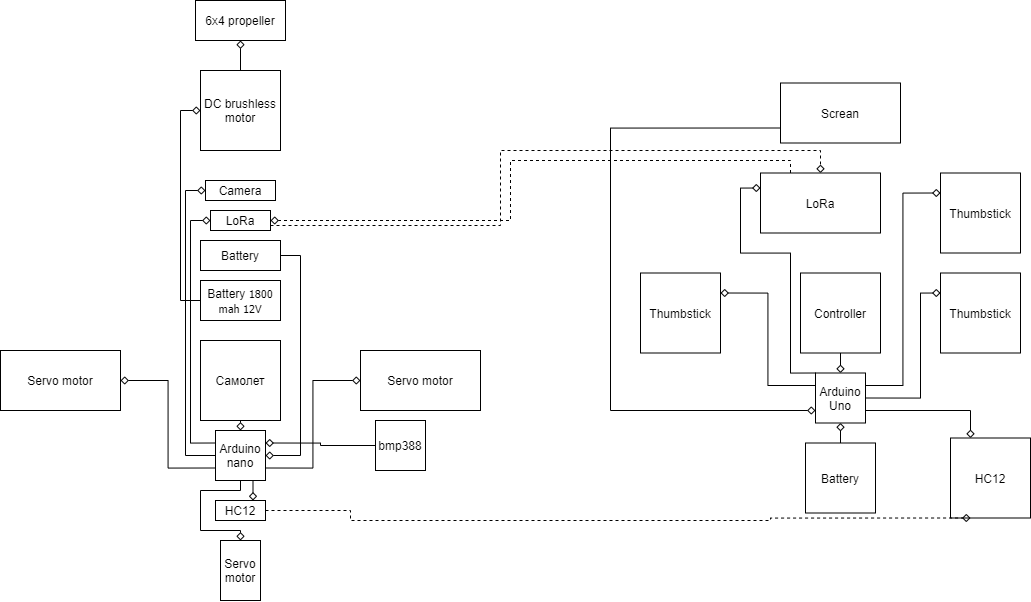 6x4 propeller
DC brushless
motor
Camera
LoRa
Battery
Battery 1800
mah 12V
Servo motor
Самолет
Servo motor
Arduino
nano
bmp388
HC12
Servo
motor
Screan
LoRa
Thumbstick
Thumbstick
Controller
Thumbstick
Arduino
Uno
Battery
HC12